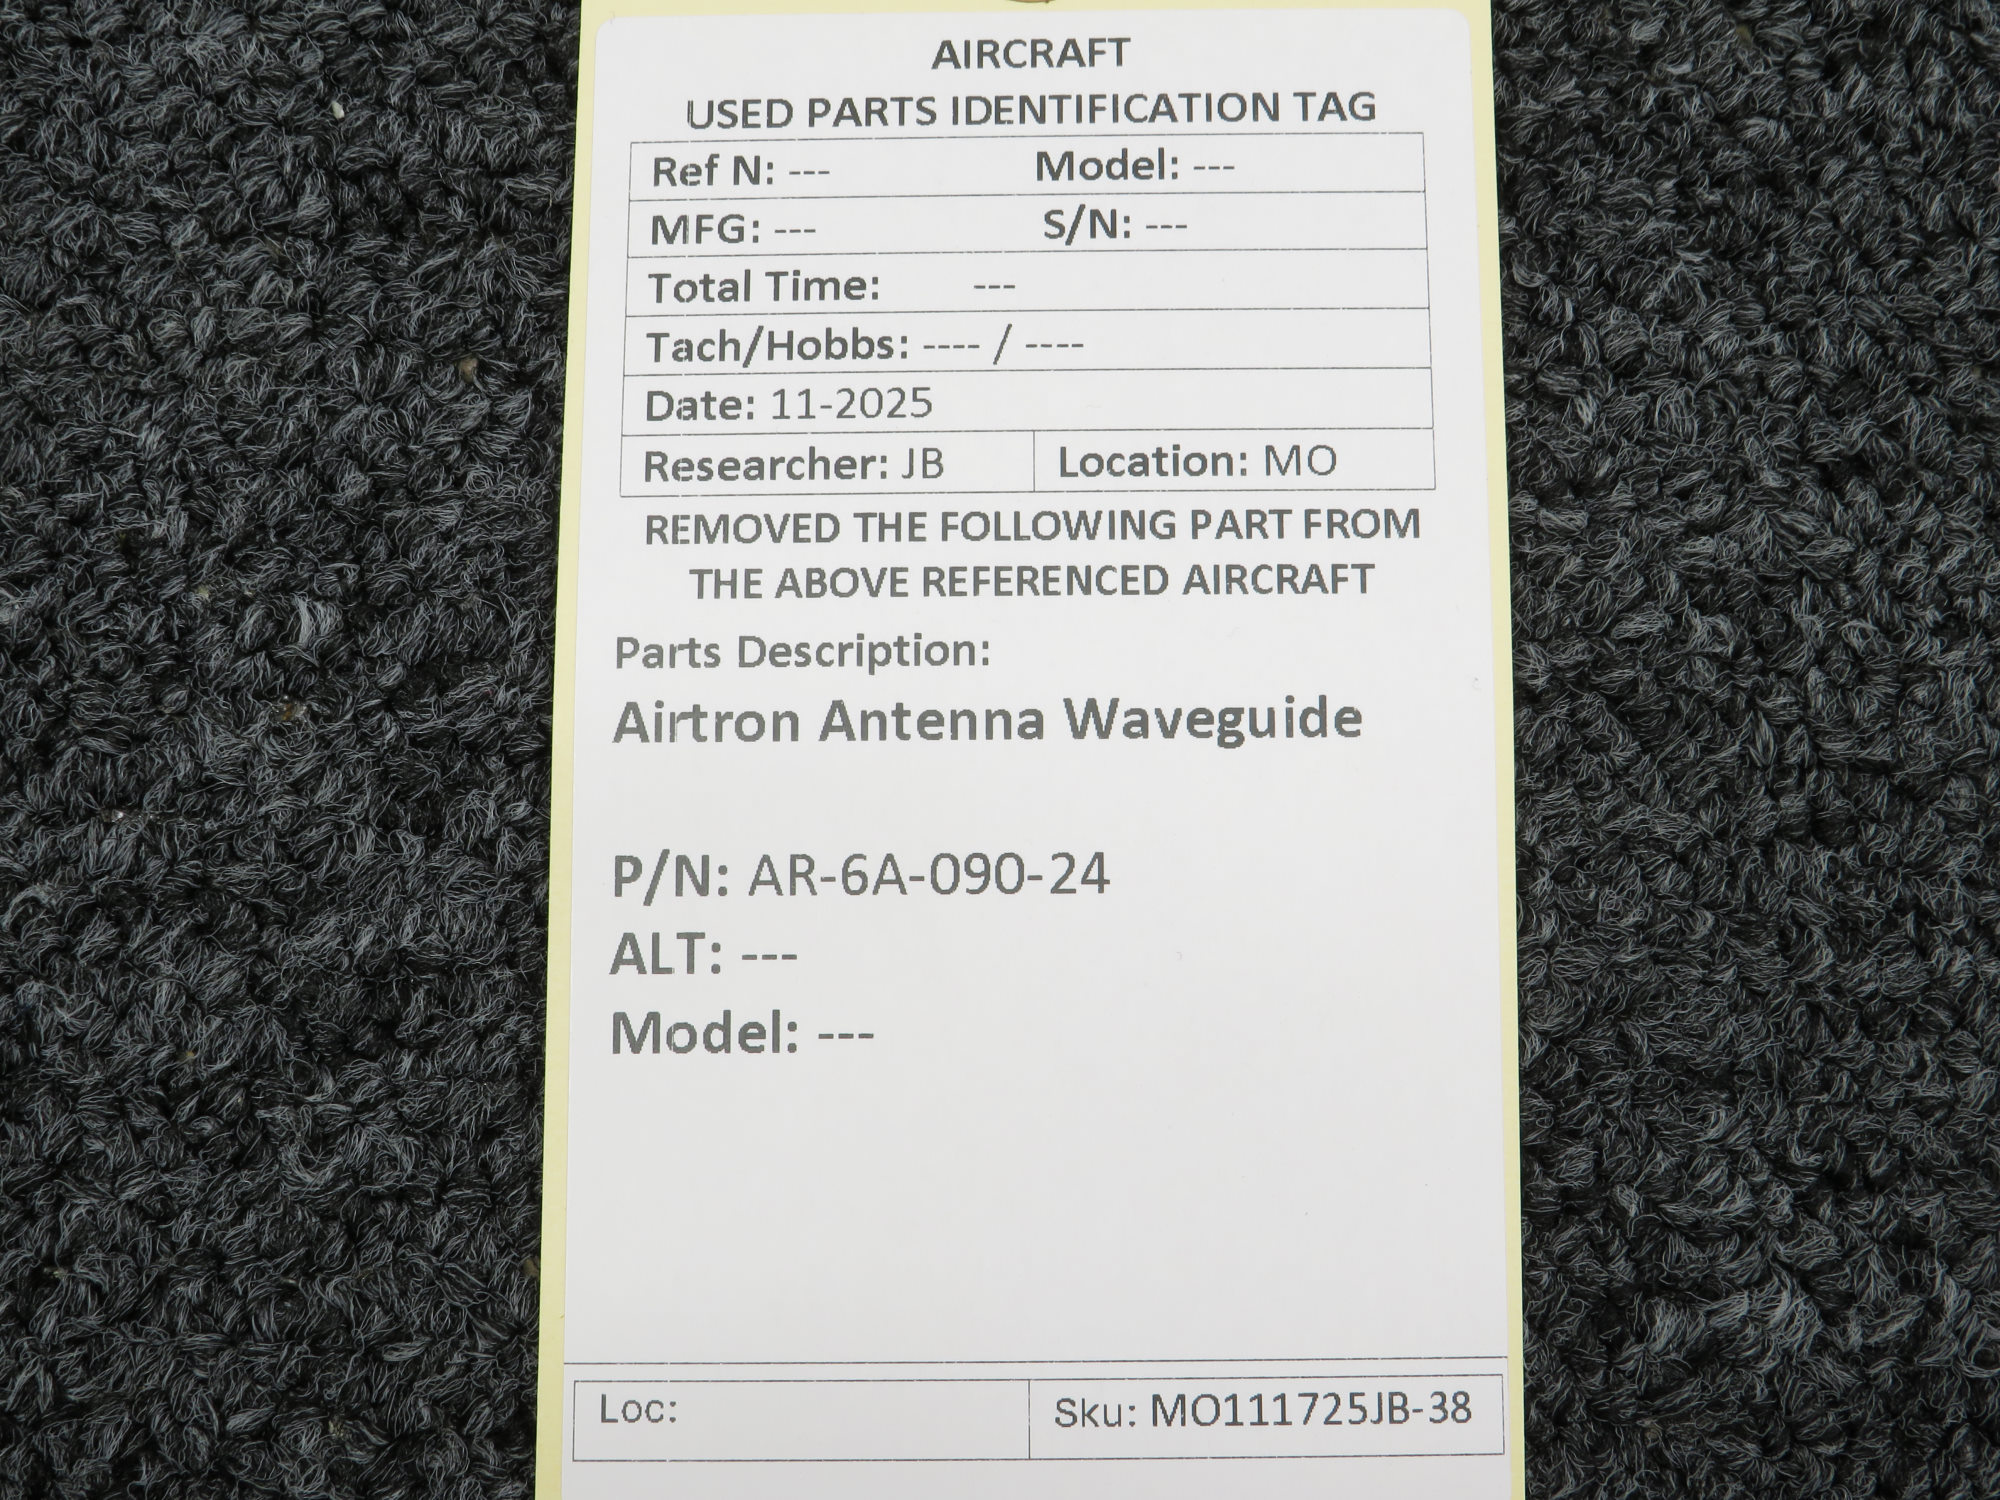 AIRCRAFT
USED PARTS IDENTIFICATION TAG
Ref N: --- Model: ---
MFG: --- S/N: ---
Total Time: ---
Tach/Hobbs: ---- / ----
Date: 11-2025
Researcher: JB Location: MO
REMOVED THE FOLLOWING PART FROM
THE ABOVE REFERENCED AIRCRAFT
Parts Description:
Airtron Antenna Waveguide
P/N: AR-6A-090-24
ALT: ---
Model: ---
Loc: Sku: MO111725JB-38